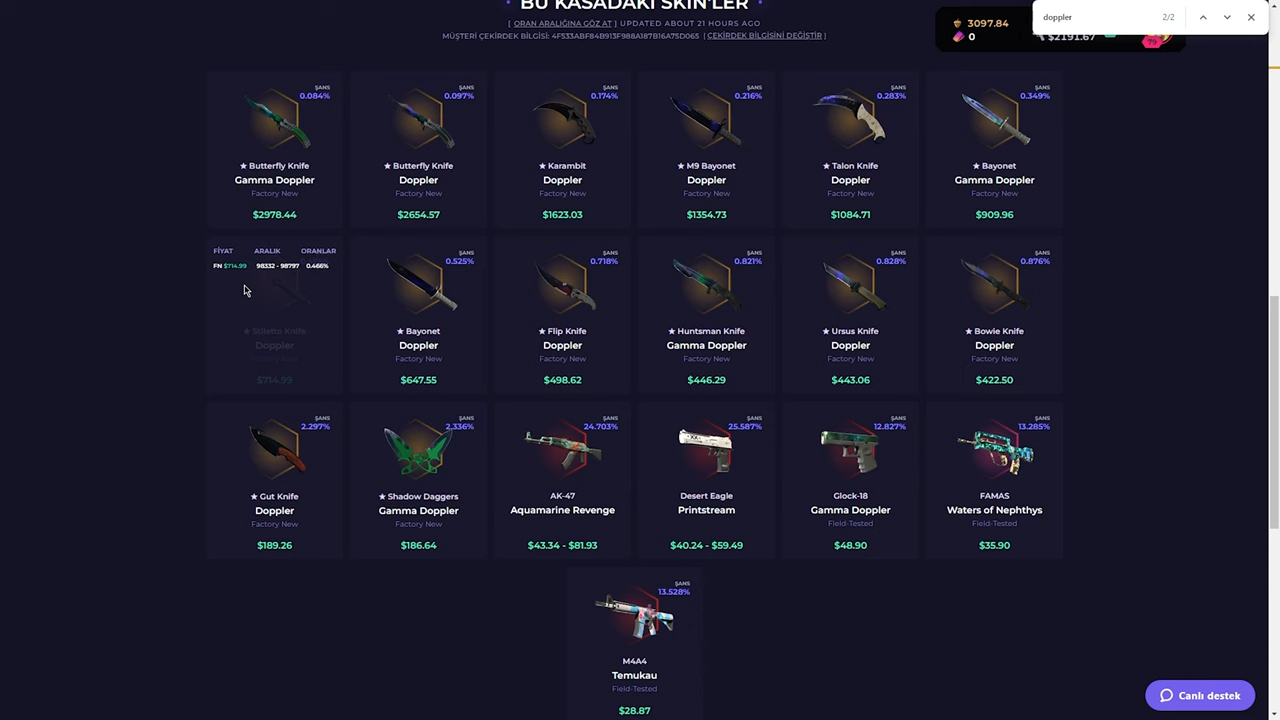 BU KASADAKİ SKİN'LER
[ ORAN ARALIĞINA GÖZ AT ] UPDATED ABOUT 21 HOURS AGO
MÜŞTERİ ÇEKİRDEK BİLGİSİ: 4F533ABF84B913F988A187B16A75D065 [ ÇEKİRDEK BİLGİSİNİ DEĞİŞTİR ]
doppler
2/2
3097.84
0
$2191.67
ŞANS
0.084%
★ Butterfly Knife
Gamma Doppler
Factory New
$2978.44
ŞANS
0.097%
★ Butterfly Knife
Doppler
Factory New
$2654.57
ŞANS
0.174%
★ Karambit
Doppler
Factory New
$1623.03
ŞANS
0.216%
★ M9 Bayonet
Doppler
Factory New
$1354.73
ŞANS
0.283%
★ Talon Knife
Doppler
Factory New
$1084.71
ŞANS
0.349%
★ Bayonet
Gamma Doppler
Factory New
$909.96
FİYAT ARALIK ORANLAR
FN $714.99 98332 - 98797 0.466%
★ Stiletto Knife
Doppler
Factory New
$714.99
ŞANS
0.525%
★ Bayonet
Doppler
Factory New
$647.55
ŞANS
0.718%
★ Flip Knife
Doppler
Factory New
$498.62
ŞANS
0.821%
★ Huntsman Knife
Gamma Doppler
Factory New
$446.29
ŞANS
0.828%
★ Ursus Knife
Doppler
Factory New
$443.06
ŞANS
0.876%
★ Bowie Knife
Doppler
Factory New
$422.50
ŞANS
2.297%
★ Gut Knife
Doppler
Factory New
$189.26
ŞANS
2.336%
★ Shadow Daggers
Gamma Doppler
Factory New
$186.64
ŞANS
24.703%
AK-47
Aquamarine Revenge
$43.34 - $81.93
ŞANS
25.587%
Desert Eagle
Printstream
$40.24 - $59.49
ŞANS
12.827%
Glock-18
Gamma Doppler
Field-Tested
$48.90
ŞANS
13.285%
FAMAS
Waters of Nephthys
Field-Tested
$35.90
ŞANS
13.528%
M4A4
Temukau
Field-Tested
$28.87
Canlı destek